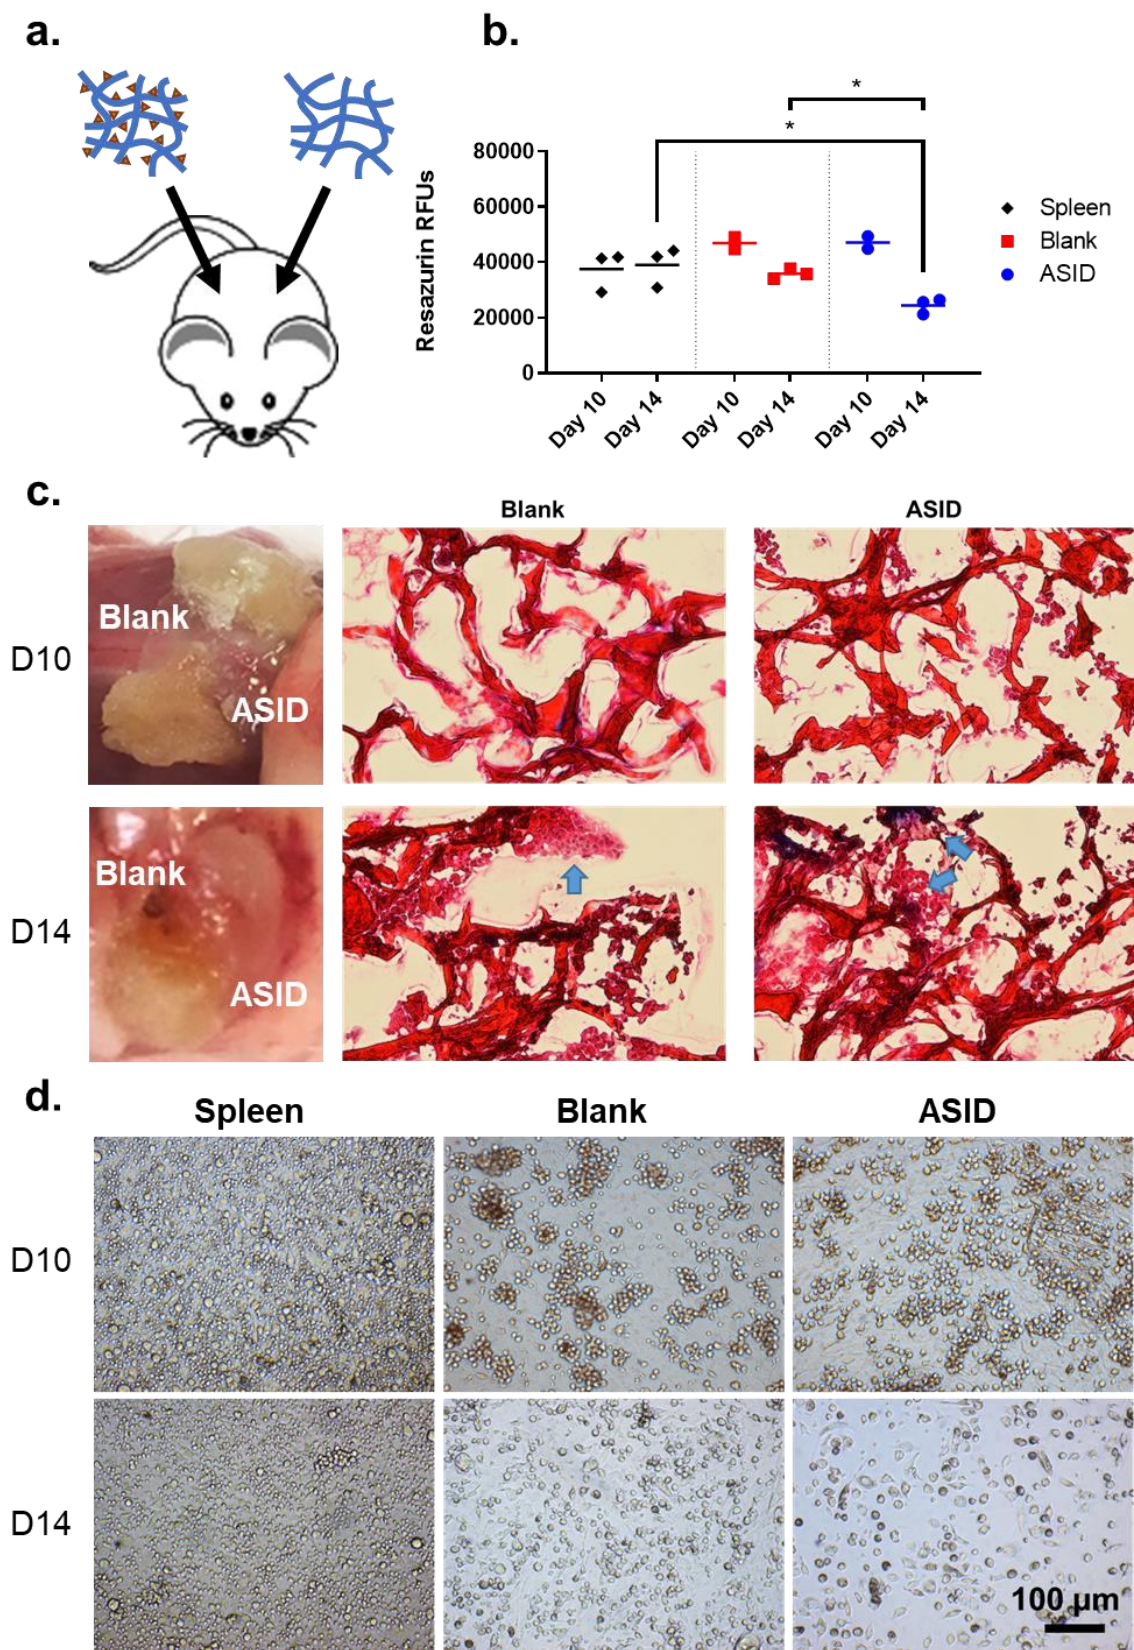 a.
b.
*
*
80000
60000
40000
20000
0
Resazurin RFUs
Day 10
Day 14
Day 10
Day 14
Day 10
Day 14
Spleen
Blank
ASID
c.
Blank
ASID
D10
Blank
ASID
D14
Blank
ASID
d.
Spleen
Blank
ASID
D10
D14
100 µm